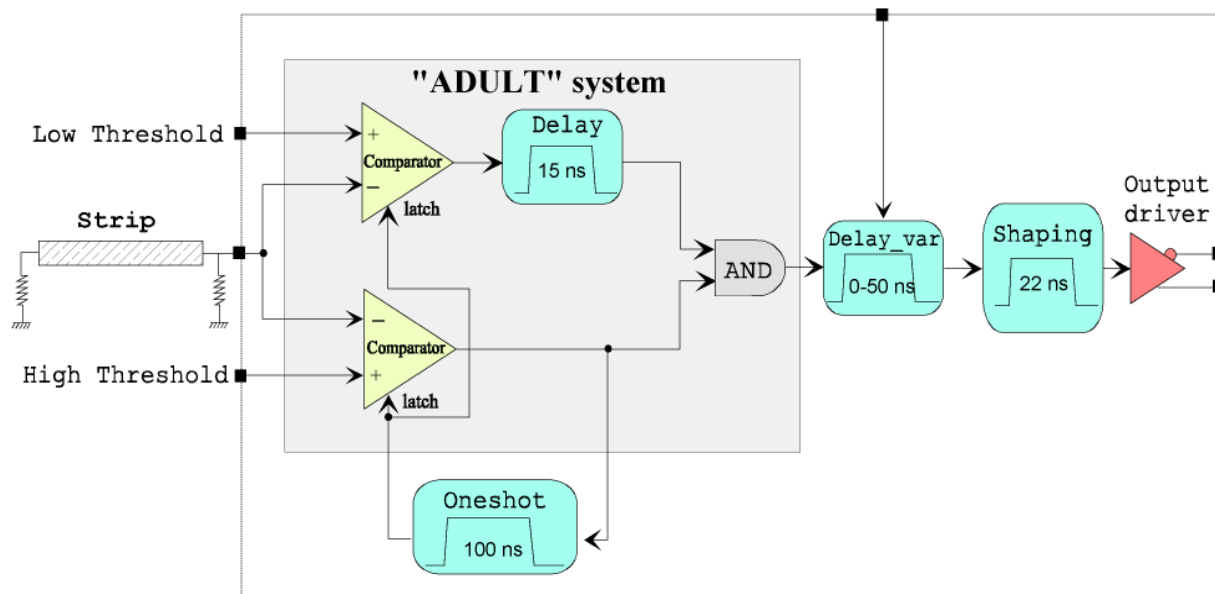 "ADULT" system
Low Threshold
+
Comparator
−
latch
Delay
15 ns
Strip
−
Comparator
+
latch
High Threshold
AND
Delay_var
0-50 ns
Shaping
22 ns
Output
driver
Oneshot
100 ns